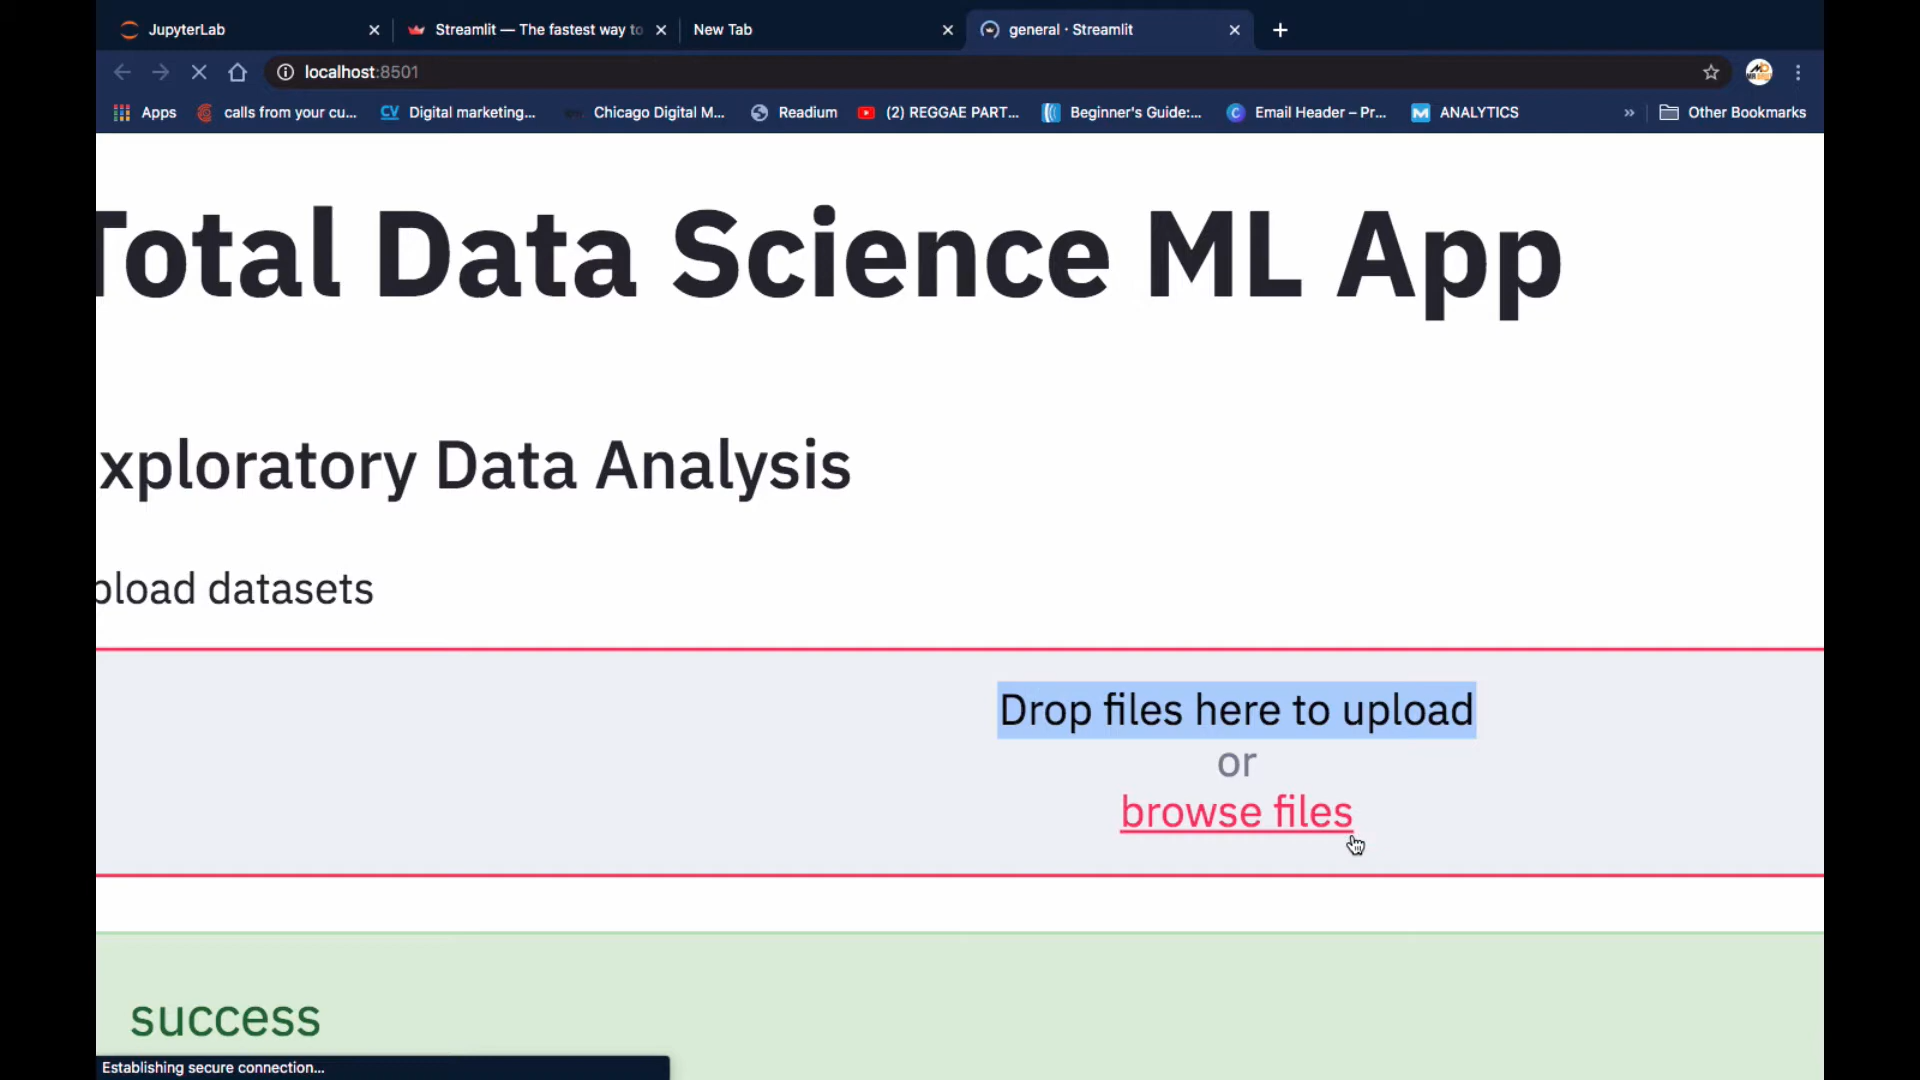 JupyterLab
Streamlit — The fastest way to
New Tab
general · Streamlit
localhost:8501
Apps
calls from your cu...
CV Digital marketing...
Chicago Digital M...
Readium
(2) REGGAE PART...
Beginner's Guide:...
C Email Header – Pr...
M ANALYTICS
»
Other Bookmarks
Total Data Science ML App
xploratory Data Analysis
pload datasets
Drop files here to upload
or
browse files
success
Establishing secure connection...